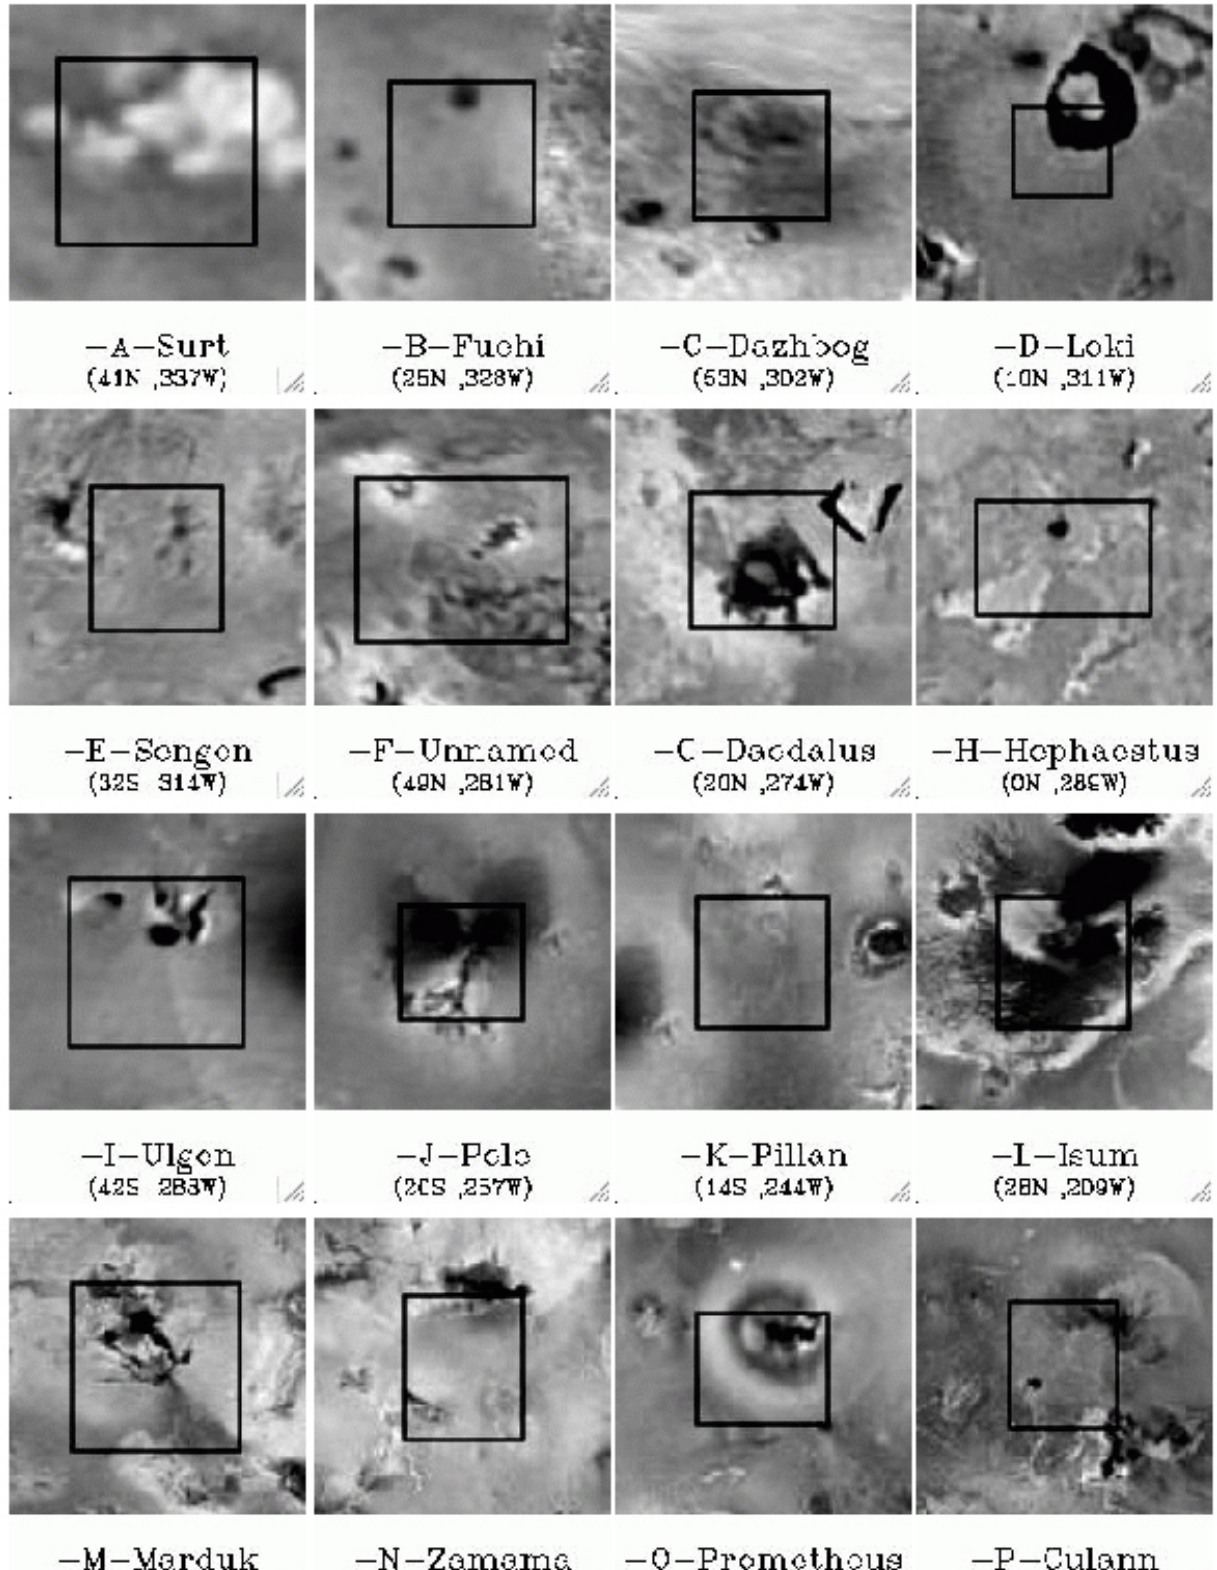 -A-Surt
(41N ,337W)
-B-Fuchi
(25N ,328W)
-C-Dazhbog
(53N ,302W)
-D-Loki
(10N ,311W)
-E-Sengen
(32S 314W)
-F-Unnamed
(49N ,281W)
-G-Daedalus
(20N ,274W)
-H-Hephaestus
(0N ,289W)
-I-Ulgen
(42S 288W)
-J-Pele
(20S ,257W)
-K-Pillan
(14S ,244W)
-L-Isum
(28N ,209W)
-M-Marduk
-N-Zamama
-O-Prometheus
-P-Culann